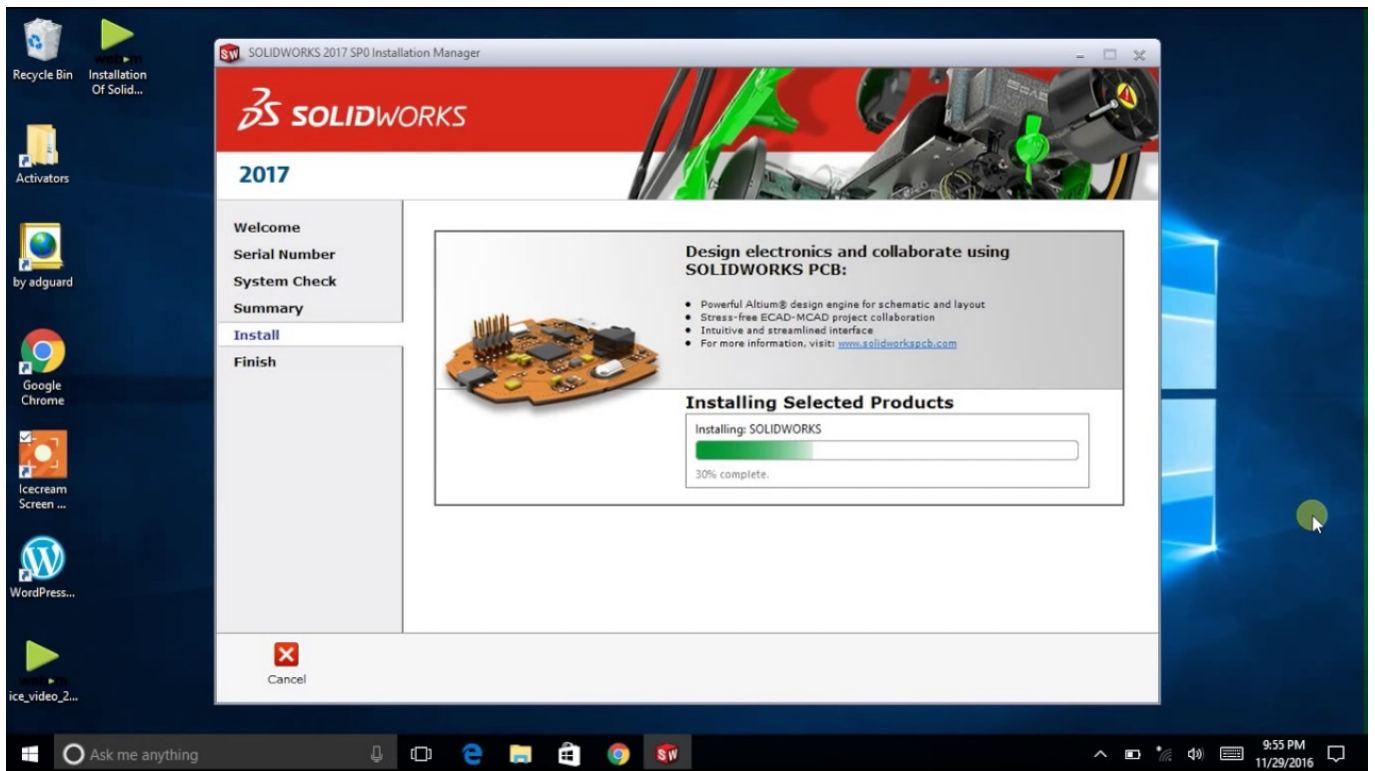 Recycle Bin
Installation
Of Solid...
Activators
by adguard
Google
Chrome
Icecream
Screen ...
WordPress...
ice_video_2...
SW
SOLIDWORKS 2017 SP0 Installation Manager
SOLIDWORKS
2017
Welcome
Serial Number
System Check
Summary
Install
Finish
Design electronics and collaborate using
SOLIDWORKS PCB:
• Powerful Altium® design engine for schematic and layout
• Stress-free ECAD-MCAD project collaboration
• Intuitive and streamlined interface
• For more information, visit: www.solidworkspcb.com
Installing Selected Products
Installing: SOLIDWORKS
30% complete.
Cancel
Ask me anything
SW
9:55 PM
11/29/2016